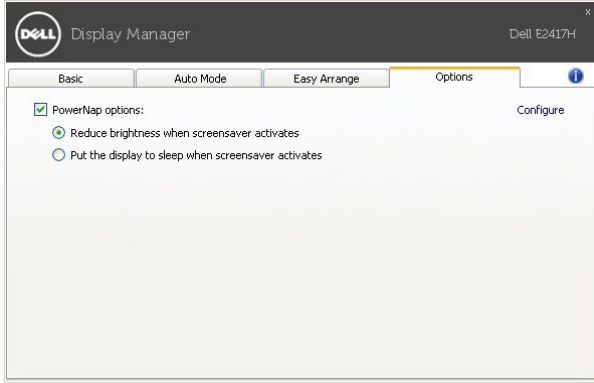 DELL Display Manager Dell E2417H
Basic Auto Mode Easy Arrange Options
PowerNap options: Configure
Reduce brightness when screensaver activates
Put the display to sleep when screensaver activates